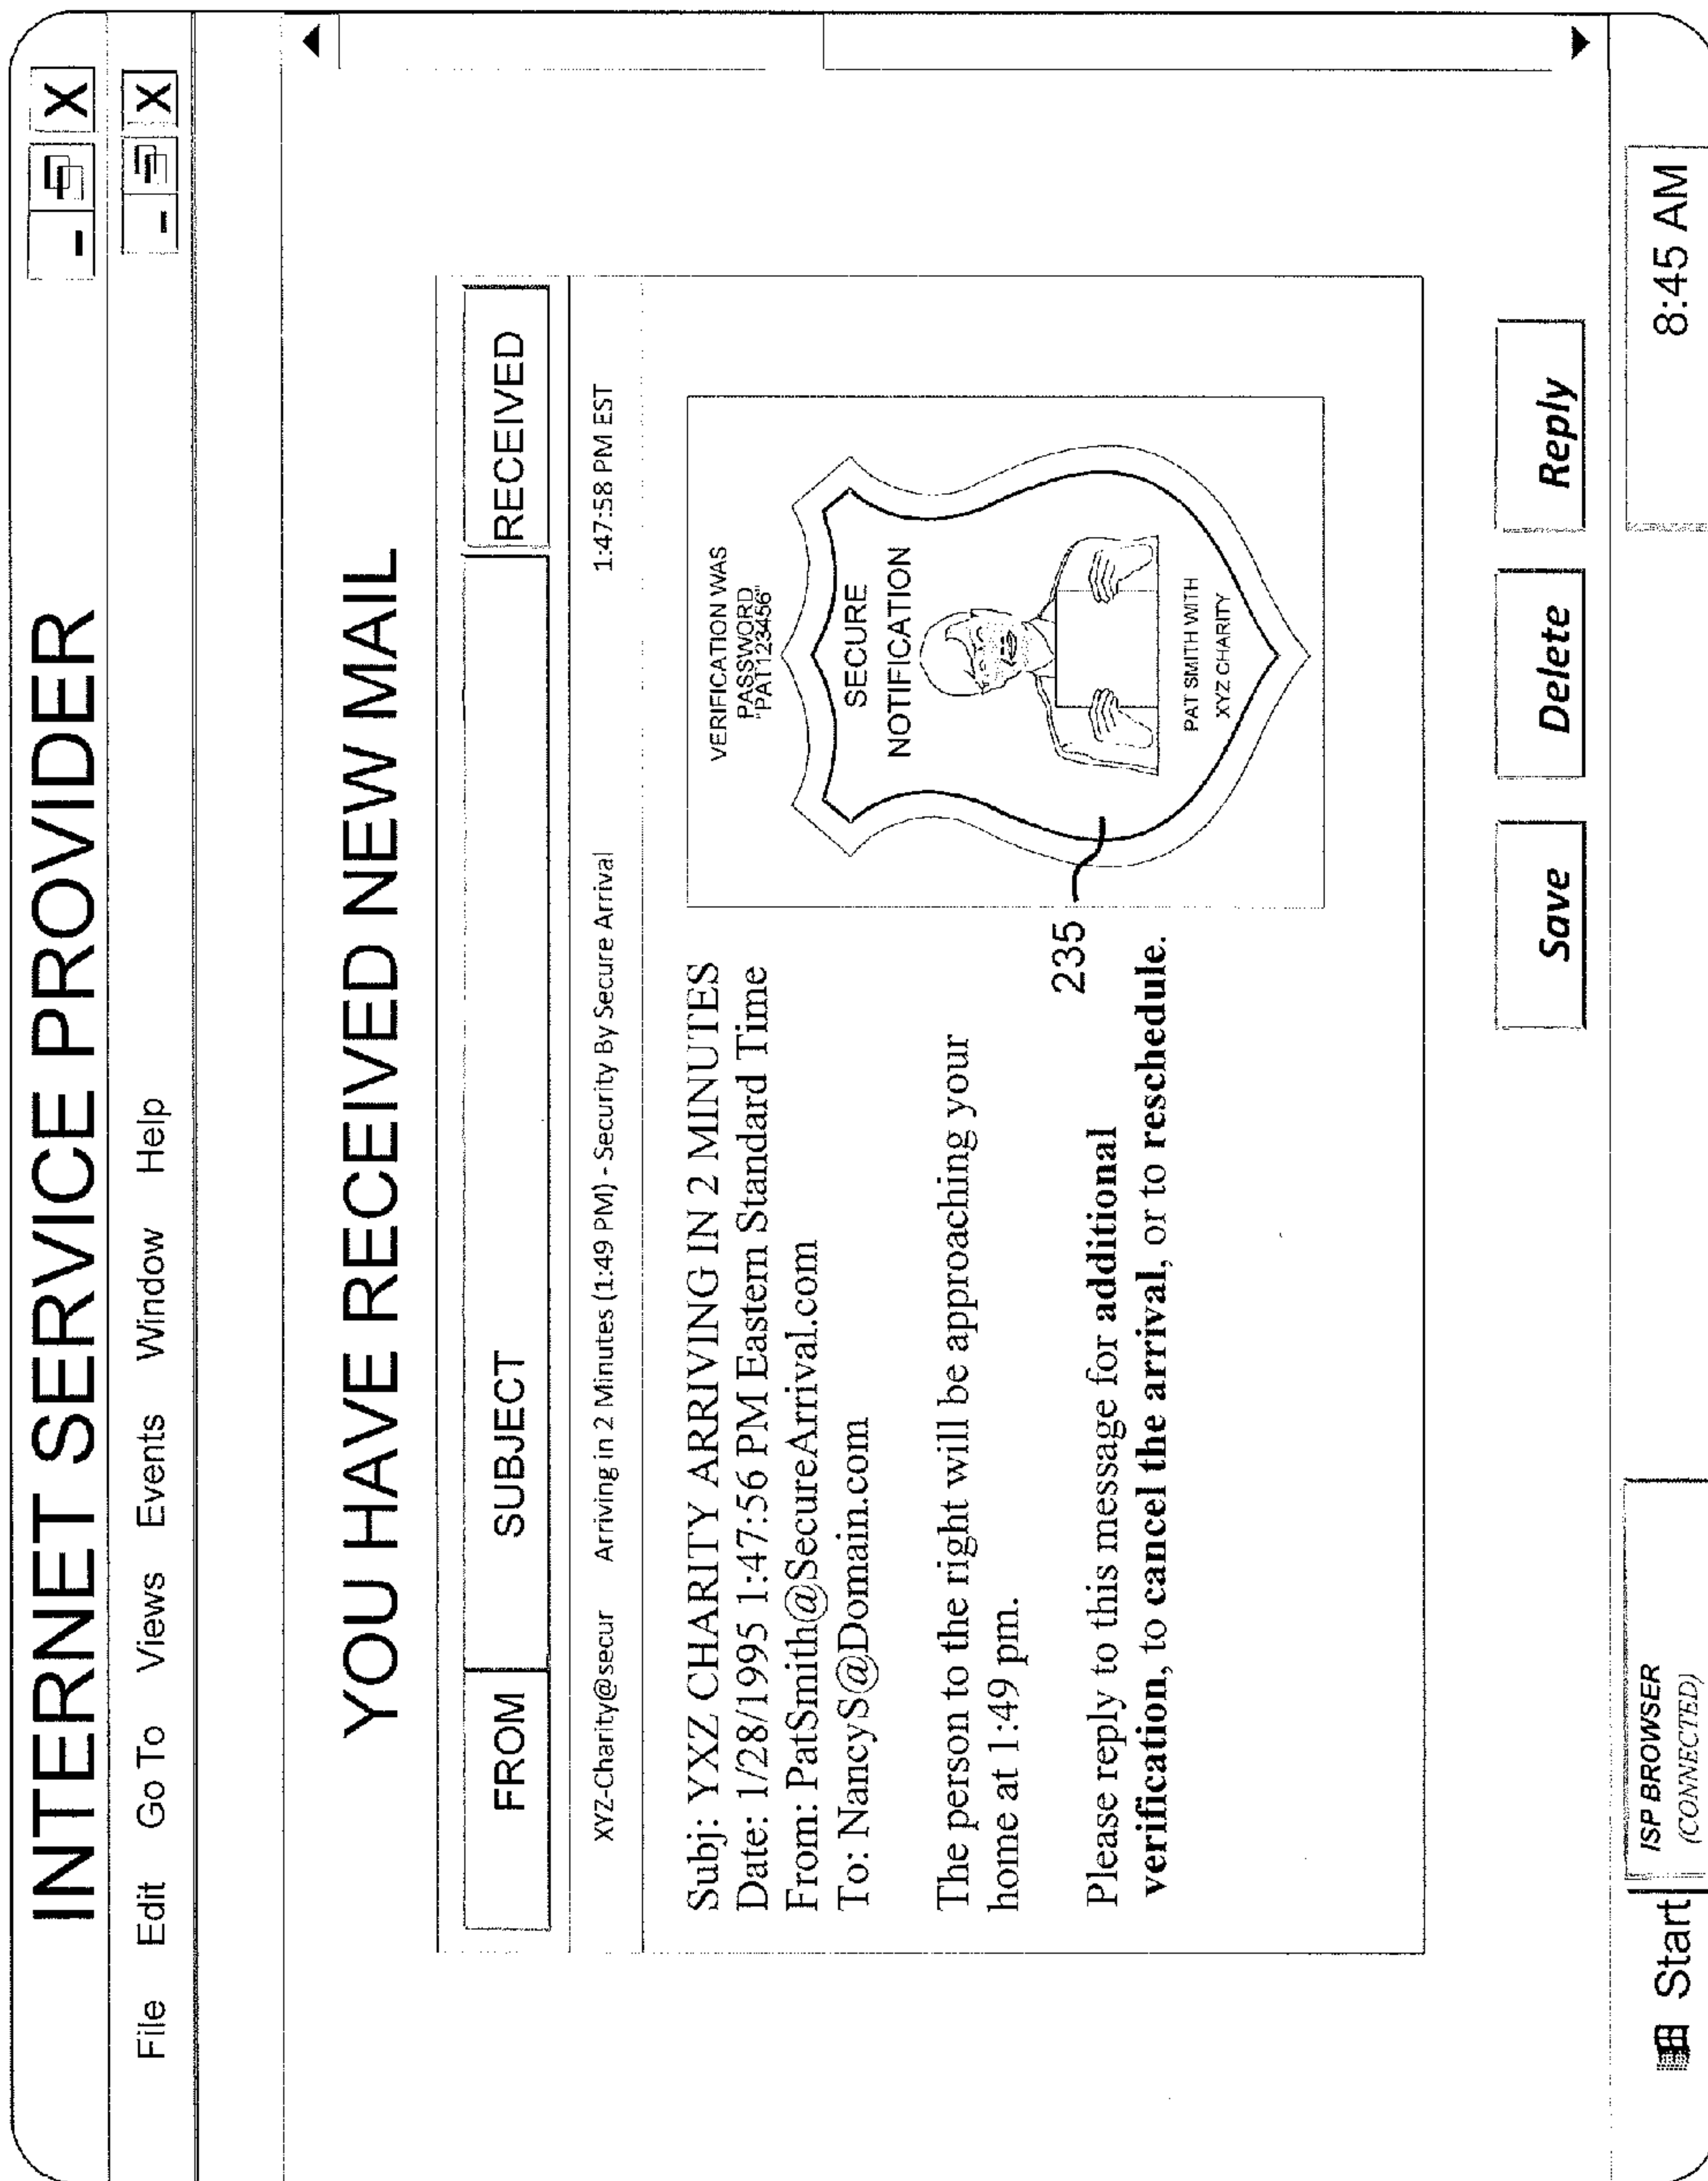 INTERNET SERVICE PROVIDER
_ X
File Edit Go To Views Events Window Help
_ X
YOU HAVE RECEIVED NEW MAIL
FROM SUBJECT RECEIVED
XYZ-Charity@secur Arriving in 2 Minutes (1:49 PM) - Security By Secure Arrival 1:47:58 PM EST
Subj: YXZ CHARITY ARRIVING IN 2 MINUTES
Date: 1/28/1995 1:47:56 PM Eastern Standard Time
From: PatSmith@SecureArrival.com
To: NancyS@Domain.com
The person to the right will be approaching your
home at 1:49 pm.
Please reply to this message for additional
verification, to cancel the arrival, or to reschedule.
VERIFICATION WAS
PASSWORD
"PAT123456"
SECURE
NOTIFICATION
PAT SMITH WITH
XYZ CHARITY
235
Save Delete Reply
Start
ISP BROWSER
(CONNECTED)
8:45 AM